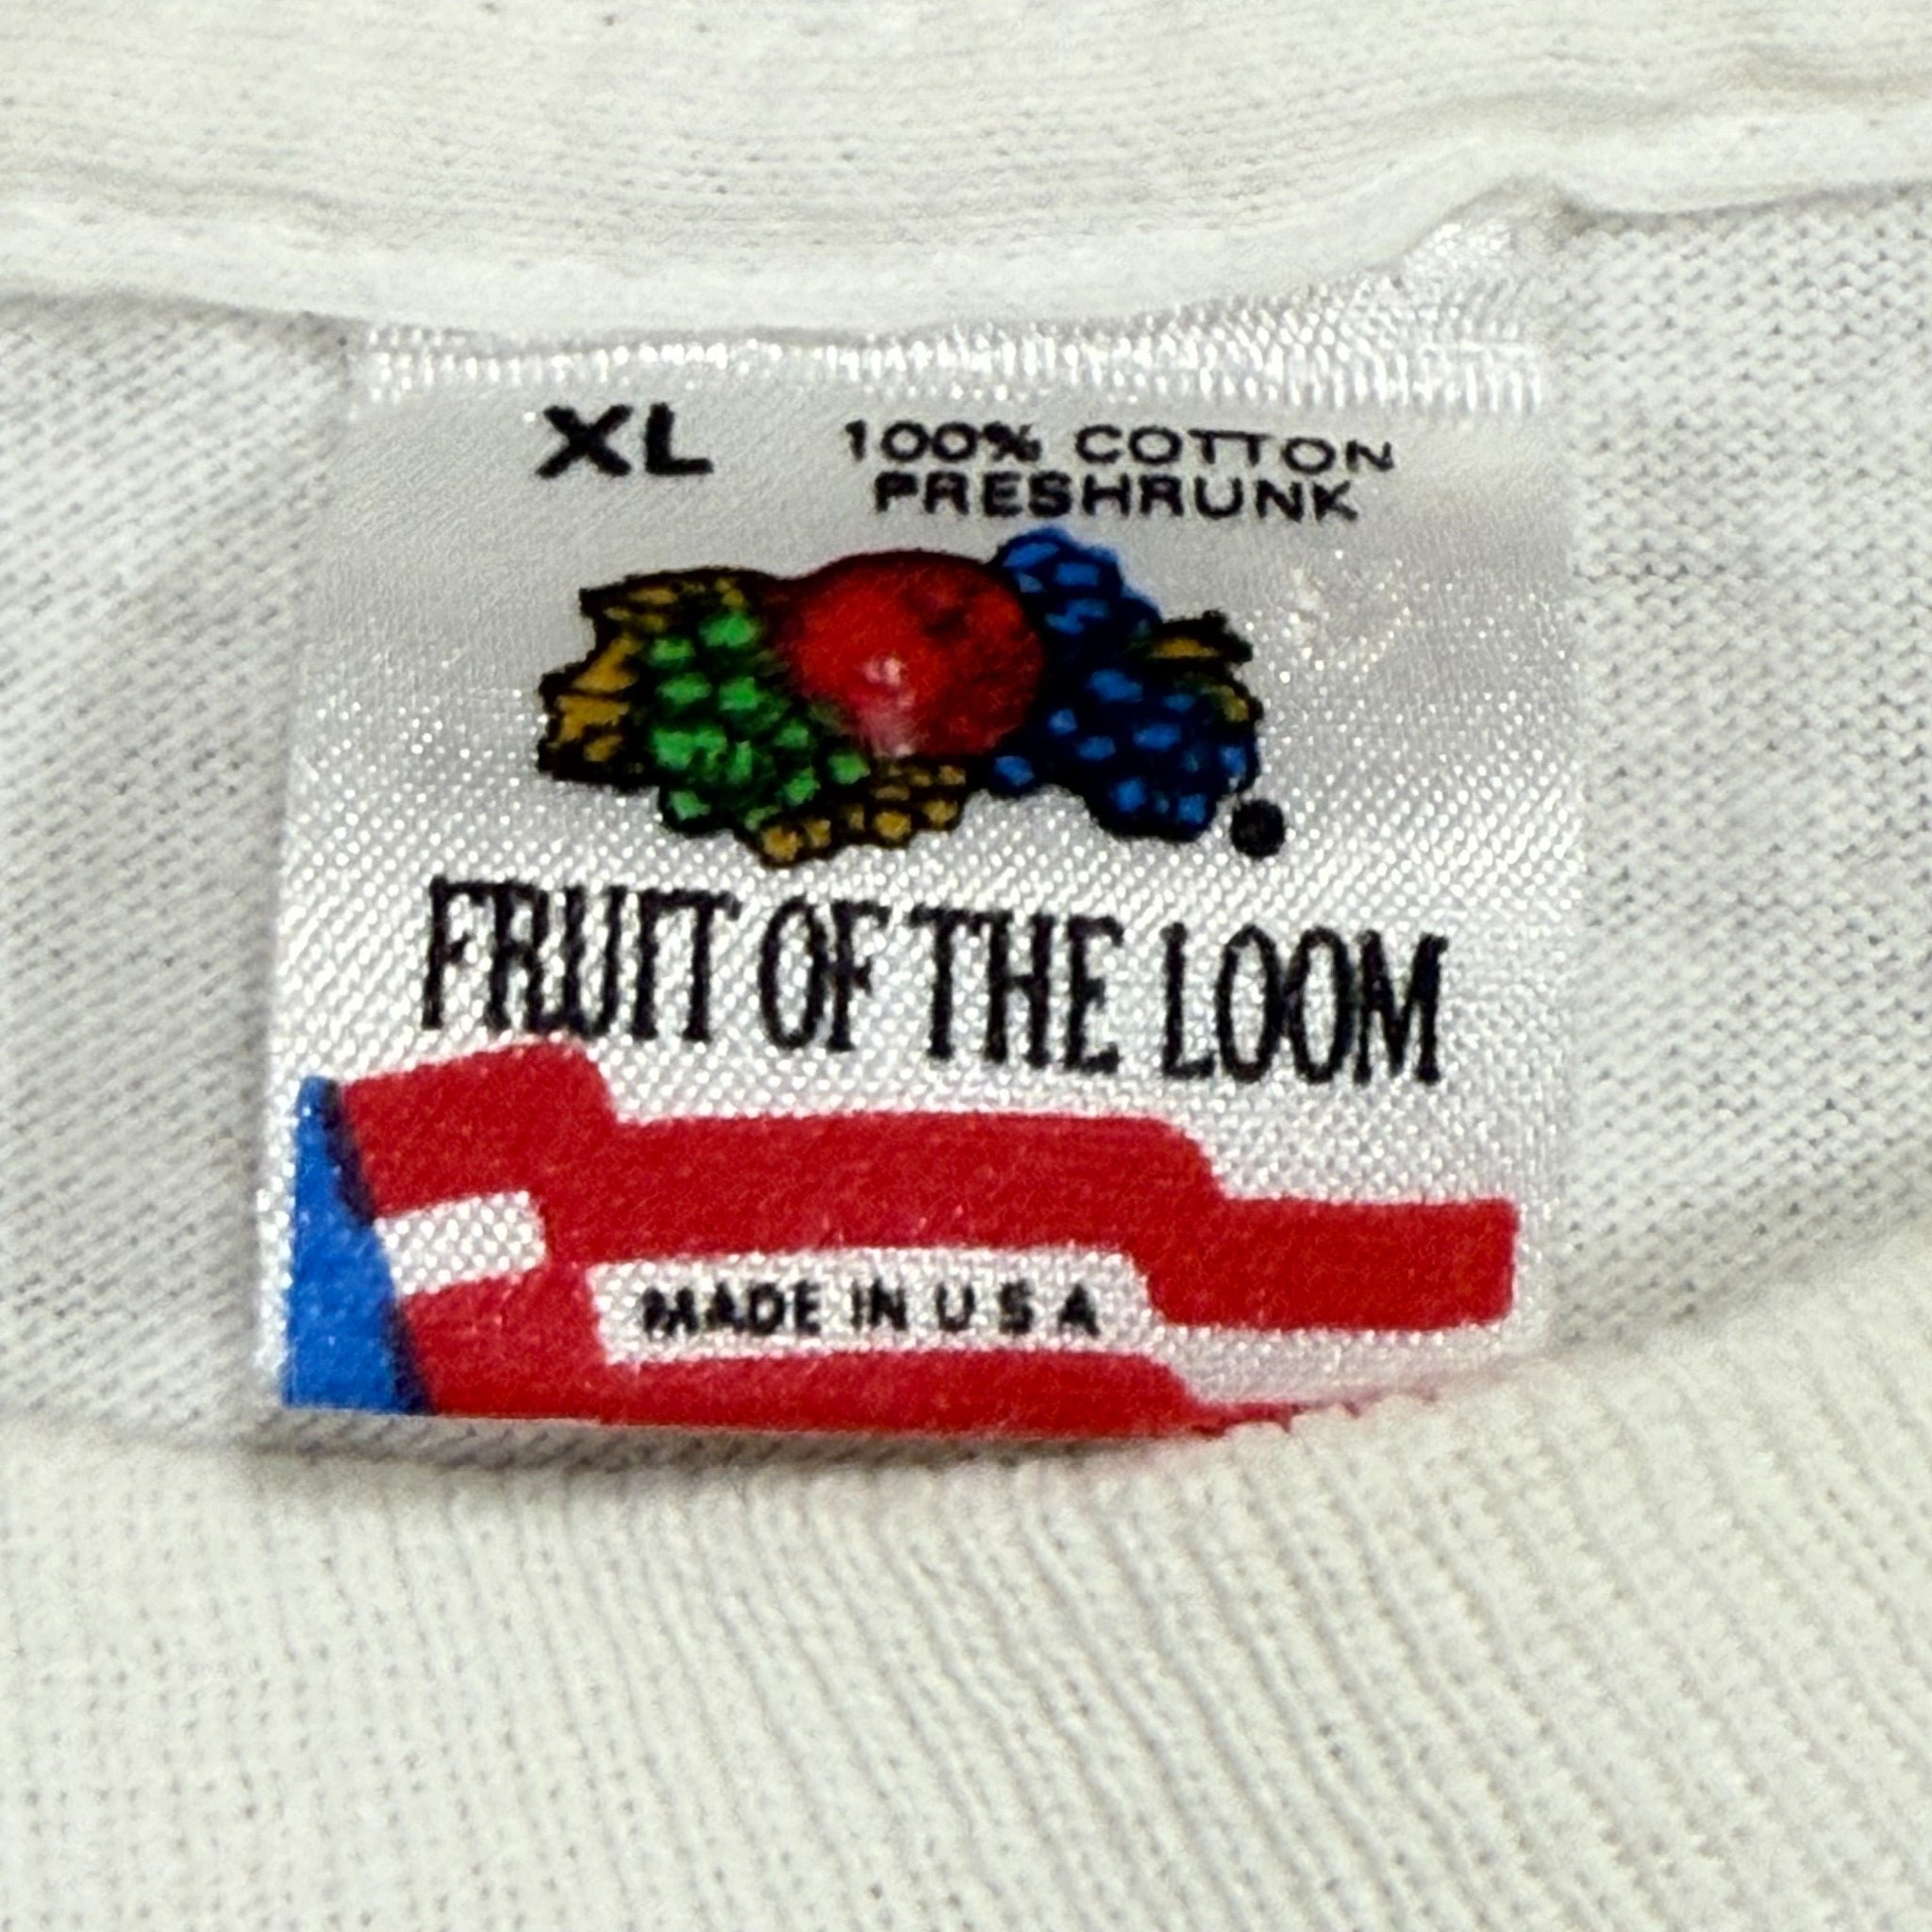 XL
100% COTTON
PRESHRUNK
FRUIT OF THE LOOM
MADE IN U S A